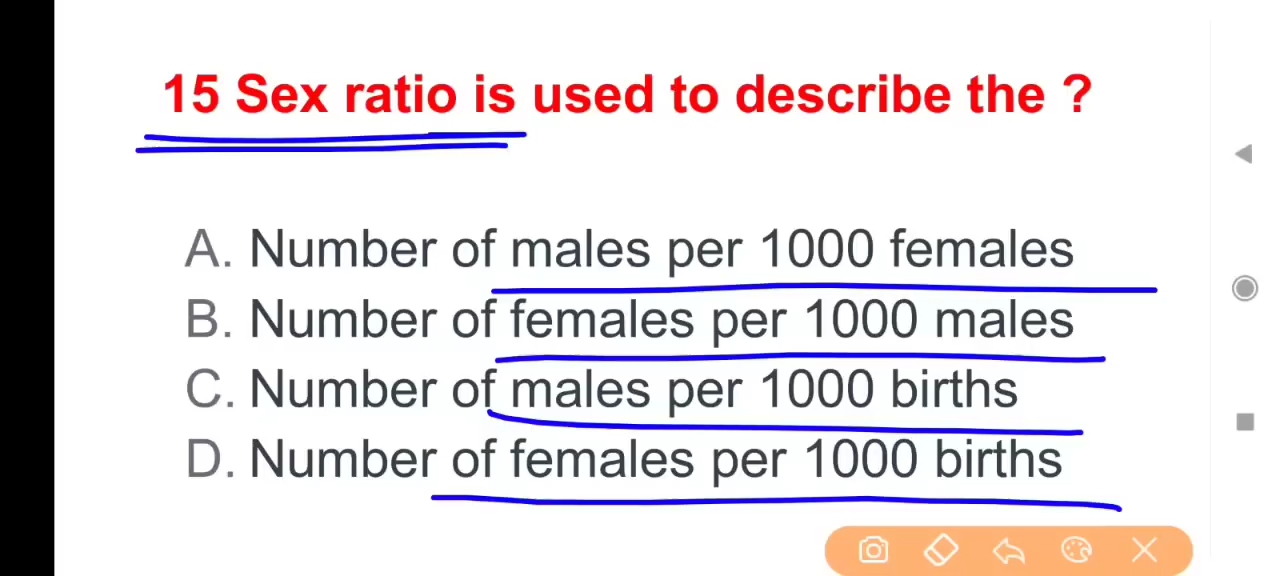 15 Sex ratio is used to describe the ?
A. Number of males per 1000 females
B. Number of females per 1000 males
C. Number of males per 1000 births
D. Number of females per 1000 births